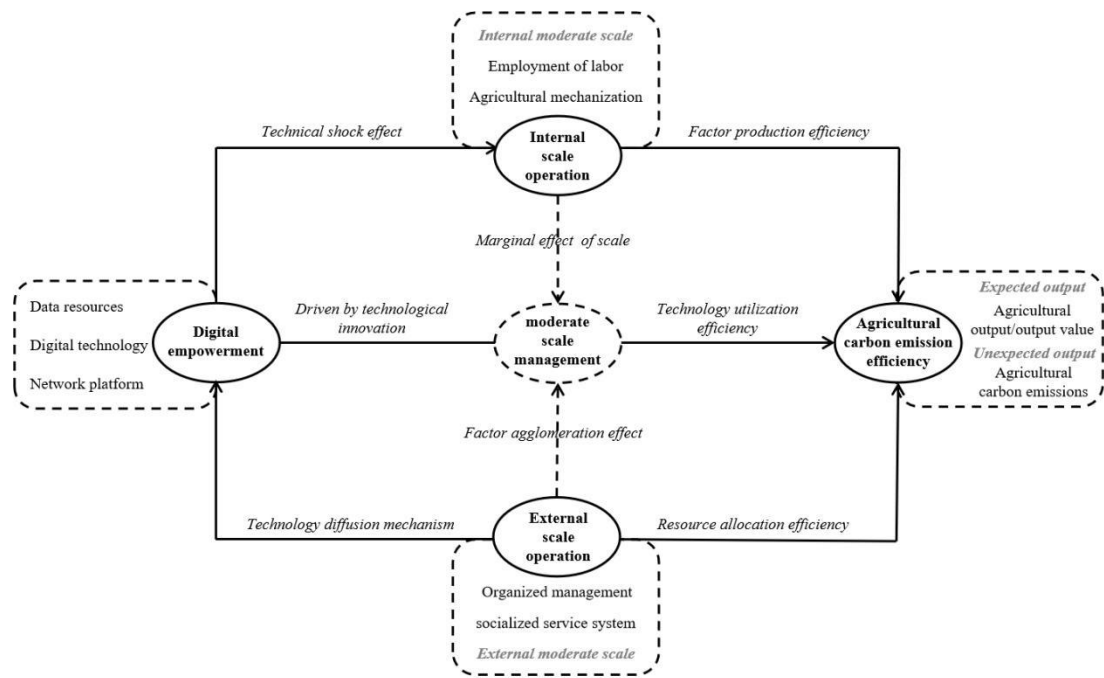 Internal moderate scale
Employment of labor
Agricultural mechanization
Technical shock effect
Internal
scale
operation
Factor production efficiency
Marginal effect of scale
Data resources
Digital technology
Network platform
Digital
empowerment
Driven by technological
innovation
moderate
scale
management
Technology utilization
efficiency
Agricultural
carbon emission
efficiency
Expected output
Agricultural
output/output value
Unexpected output
Agricultural
carbon emissions
Factor agglomeration effect
Technology diffusion mechanism
External
scale
operation
Resource allocation efficiency
Organized management
socialized service system
External moderate scale